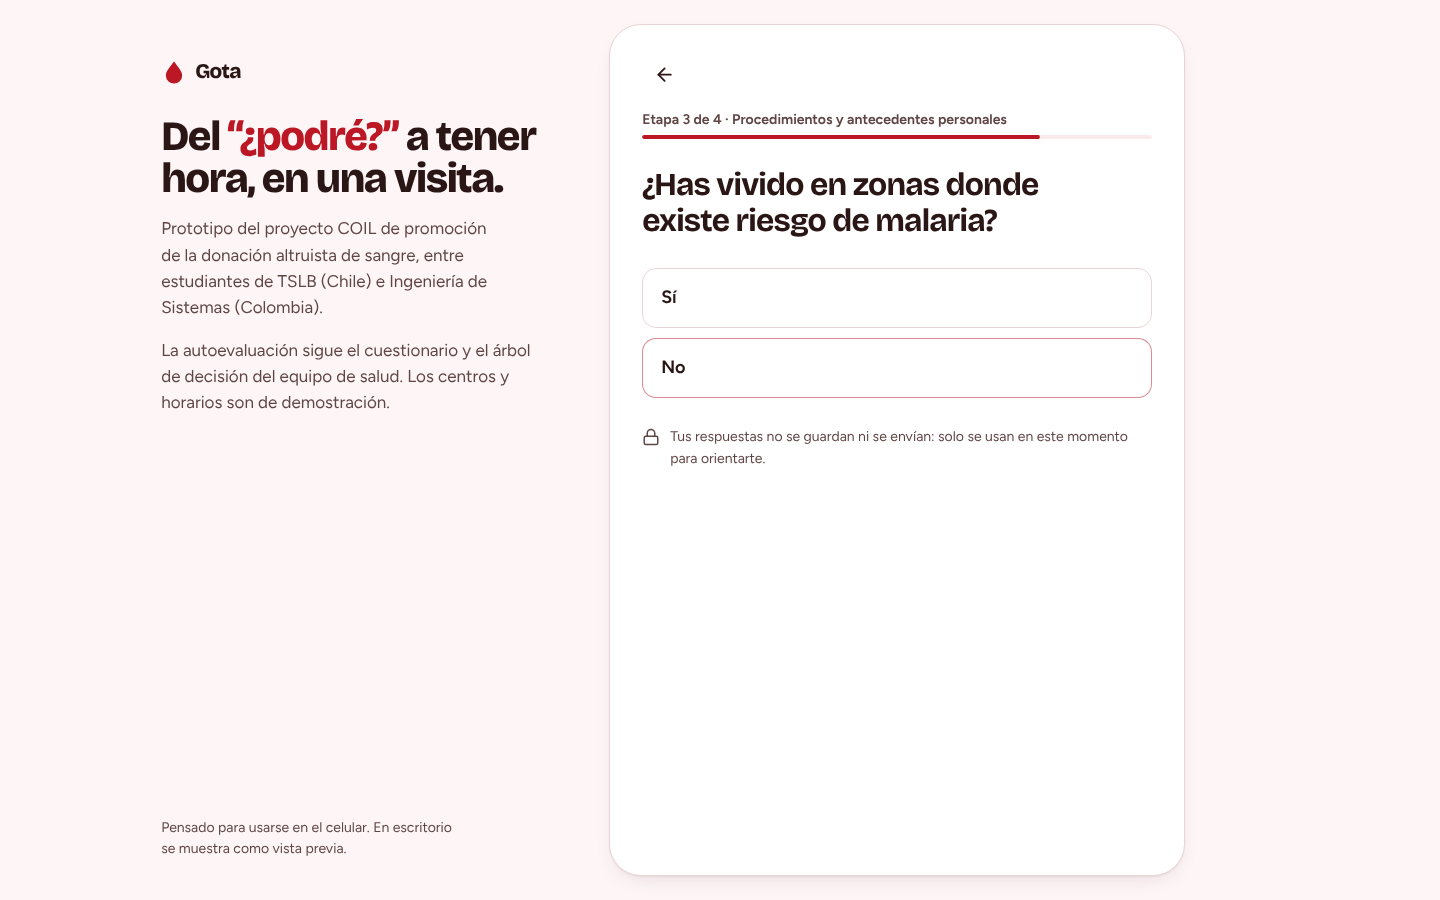 Gota
Del “¿podré?” a tener
hora, en una visita.
Prototipo del proyecto COIL de promoción
de la donación altruista de sangre, entre
estudiantes de TSLB (Chile) e Ingeniería de
Sistemas (Colombia).
La autoevaluación sigue el cuestionario y el árbol
de decisión del equipo de salud. Los centros y
horarios son de demostración.
Pensado para usarse en el celular. En escritorio
se muestra como vista previa.
Etapa 3 de 4 · Procedimientos y antecedentes personales
¿Has vivido en zonas donde
existe riesgo de malaria?
Sí
No
Tus respuestas no se guardan ni se envían: solo se usan en este momento
para orientarte.